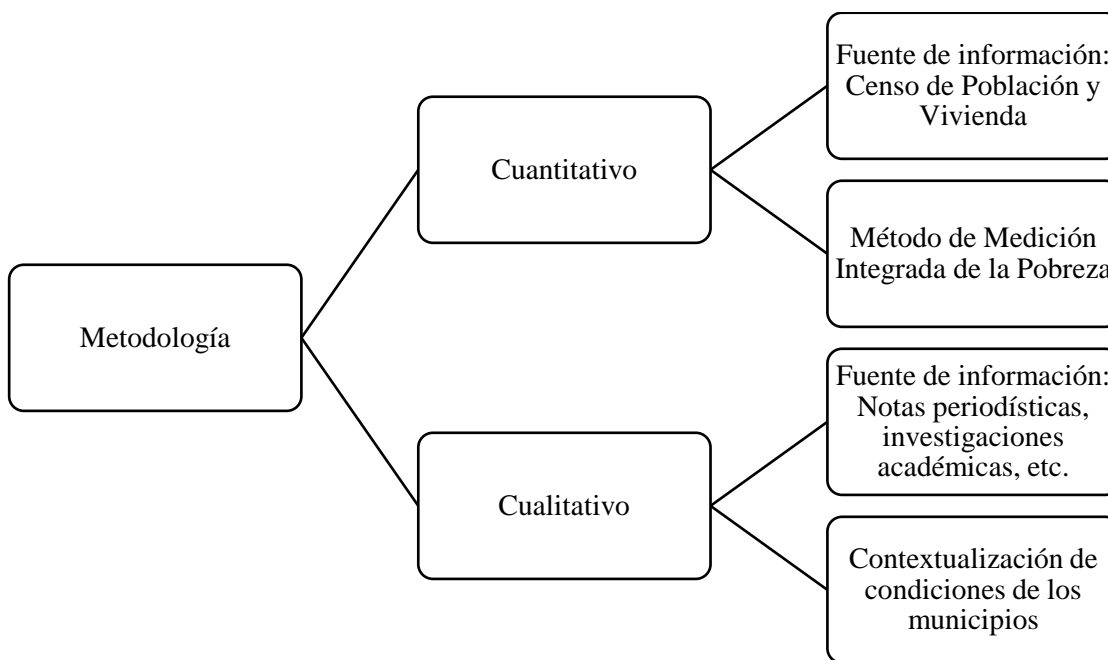 Metodología
Cuantitativo
Fuente de información:
Censo de Población y
Vivienda
Método de Medición
Integrada de la Pobreza
Cualitativo
Fuente de información:
Notas periodísticas,
investigaciones
académicas, etc.
Contextualización de
condiciones de los
municipios